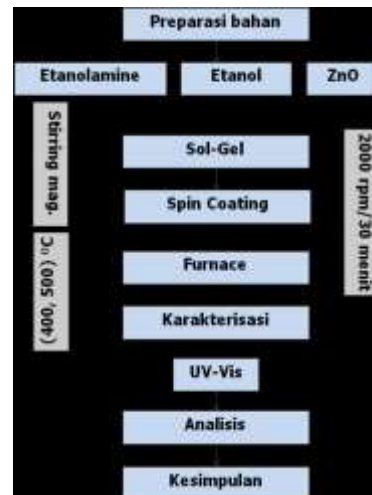 Preparasi bahan
Etanolamine
Etanol
ZnO
Stirring mag.
2000 rpm/30 menit
Sol-Gel
Spin Coating
(400, 500) °C
Furnace
Karakterisasi
UV-Vis
Analisis
Kesimpulan